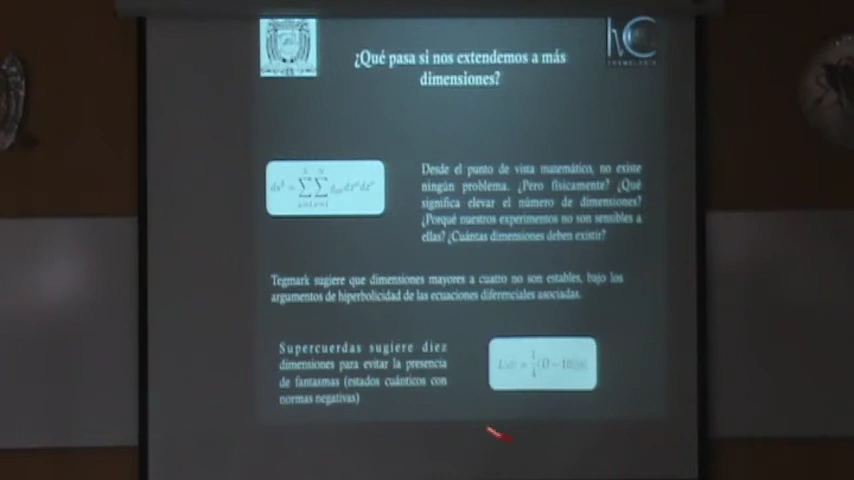 ¿Qué pasa si nos extendemos a más
dimensiones?
Desde el punto de vista matemático, no existe
ningún problema. ¿Pero físicamente? ¿Qué
significa elevar el número de dimensiones?
¿Porqué nuestros experimentos no son sensibles a
ellas? ¿Cuántas dimensiones deben existir?
Tegmark sugiere que dimensiones mayores a cuatro no son estables, bajo los
argumentos de hiperbolicidad de las ecuaciones diferenciales asociadas.
Supercuerdas sugiere diez
dimensiones para evitar la presencia
de fantasmas (estados cuánticos con
normas negativas)